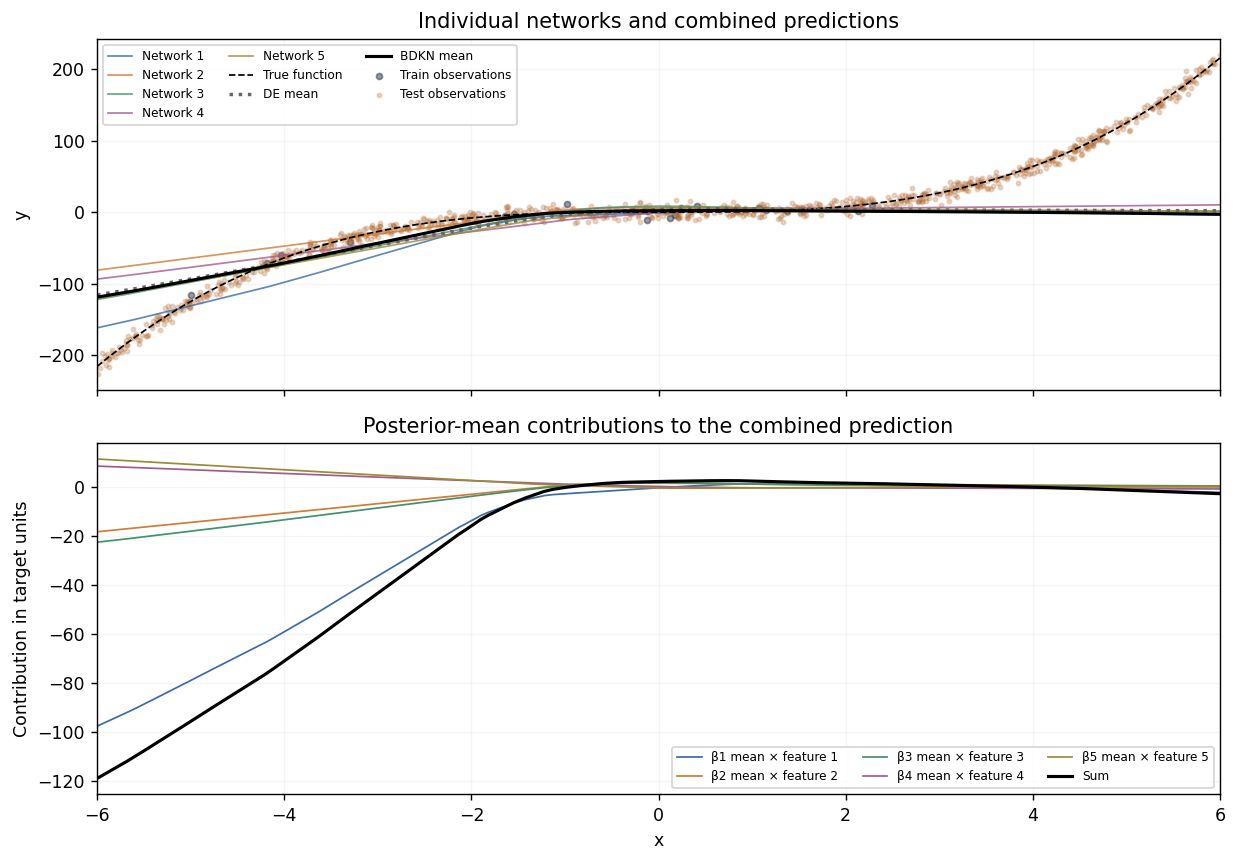 Individual networks and combined predictions
Network 1
Network 2
Network 3
Network 4
Network 5
True function
DE mean
BDKN mean
Train observations
Test observations
200
100
0
−100
−200
y
Posterior-mean contributions to the combined prediction
0
−20
−40
−60
−80
−100
−120
Contribution in target units
β1 mean × feature 1
β2 mean × feature 2
β3 mean × feature 3
β4 mean × feature 4
β5 mean × feature 5
Sum
−6
−4
−2
0
2
4
6
x